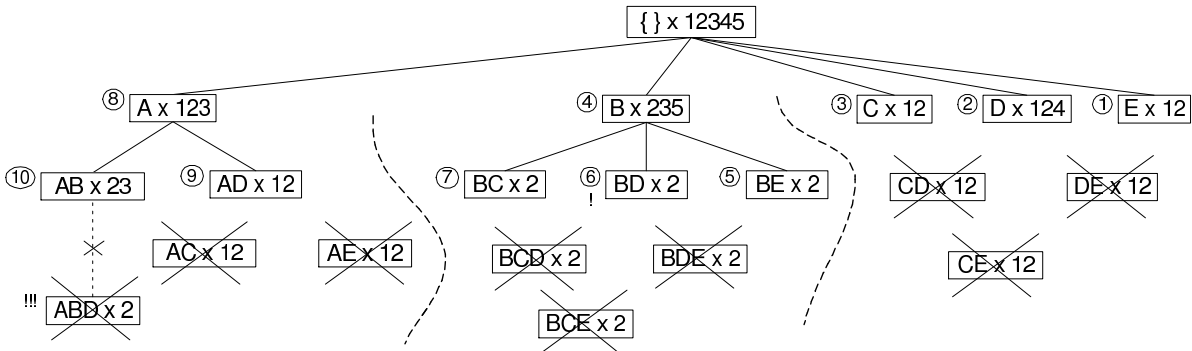 { } x 12345
8 A x 123
4 B x 235
3 C x 12
2 D x 124
1 E x 12
10 AB x 23
9 AD x 12
7 BC x 2
6 BD x 2
!
5 BE x 2
CD x 12
DE x 12
AC x 12
AE x 12
BCD x 2
BDE x 2
CE x 12
!!! ABD x 2
BCE x 2